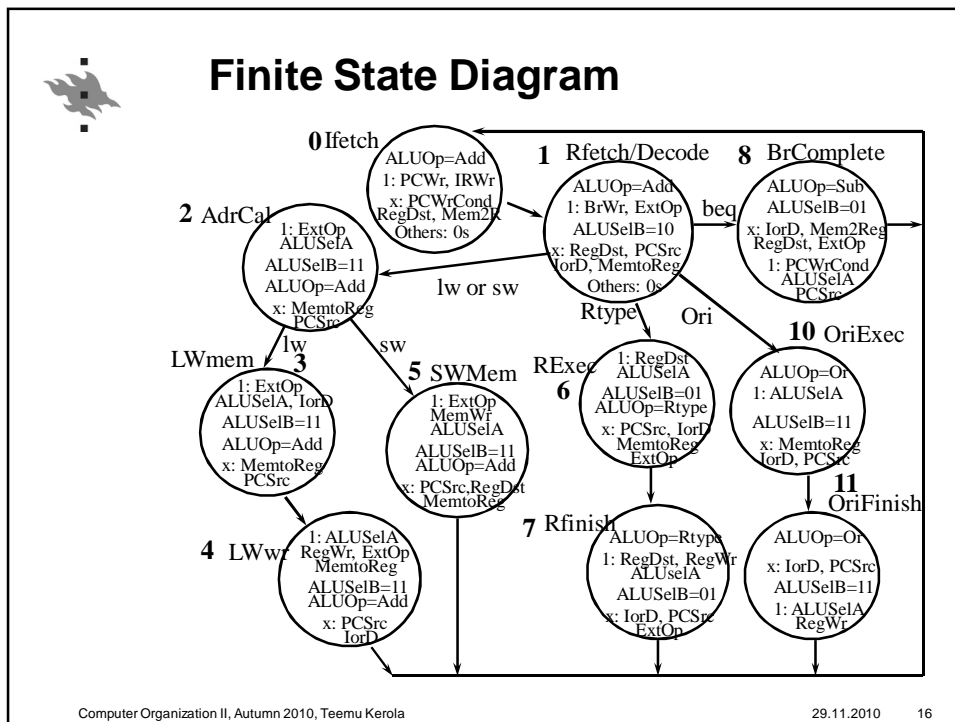 Finite State Diagram
0 Ifetch
ALUOp=Add
1: PCWr, IRWr
x: PCWrCond
RegDst, Mem2R
Others: 0s
1 Rfetch/Decode
ALUOp=Add
1: BrWr, ExtOp
ALUSelB=10
x: RegDst, PCSrc
IorD, MemtoReg
Others: 0s
beq
8 BrComplete
ALUOp=Sub
ALUSelB=01
x: IorD, Mem2Reg
RegDst, ExtOp
1: PCWrCond
ALUSelA
PCSrc
2 AdrCal
1: ExtOp
ALUSelA
ALUSelB=11
ALUOp=Add
x: MemtoReg
PCSrc
lw or sw
Rtype
Ori
lw
sw
LWmem
3
1: ExtOp
ALUSelA, IorD
ALUSelB=11
ALUOp=Add
x: MemtoReg
PCSrc
5 SWMem
1: ExtOp
MemWr
ALUSelA
ALUSelB=11
ALUOp=Add
x: PCSrc,RegDst
MemtoReg
RExec
6
1: RegDst
ALUSelA
ALUSelB=01
ALUOp=Rtype
x: PCSrc, IorD
MemtoReg
ExtOp
10 OriExec
ALUOp=Or
1: ALUSelA
ALUSelB=11
x: MemtoReg
IorD, PCSrc
4 LWwr
1: ALUSelA
RegWr, ExtOp
MemtoReg
ALUSelB=11
ALUOp=Add
x: PCSrc
IorD
7 Rfinish
ALUOp=Rtype
1: RegDst, RegWr
ALUselA
ALUSelB=01
x: IorD, PCSrc
ExtOp
11
OriFinish
ALUOp=Or
x: IorD, PCSrc
ALUSelB=11
1: ALUSelA
RegWr
Computer Organization II, Autumn 2010, Teemu Kerola 29.11.2010 16